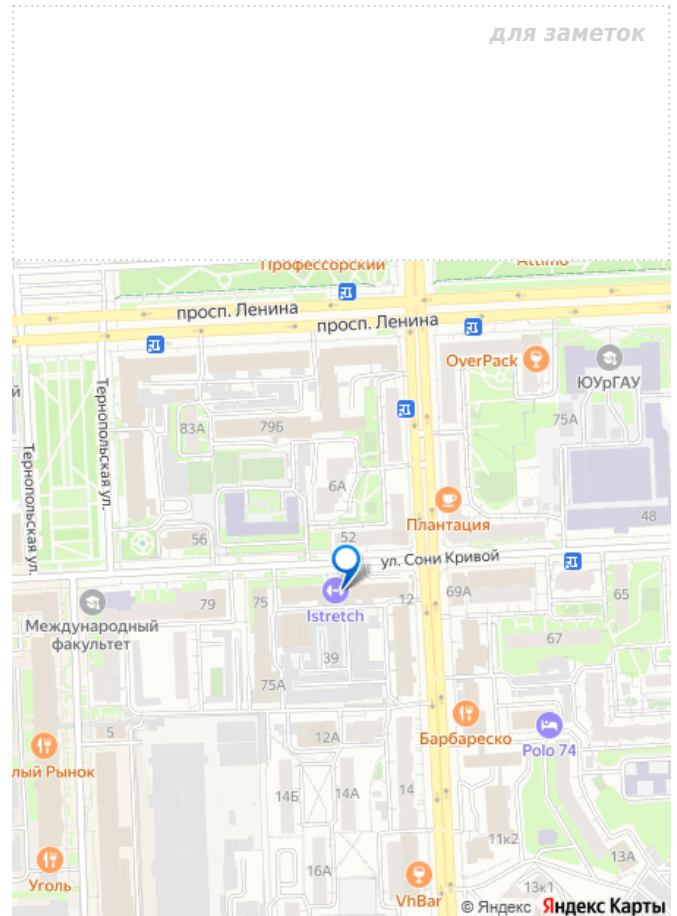 для заметок
Профессорский
Attimo
просп. Ленина
просп. Ленина
OverPack
ЮУрГАУ
й
Тернопольская ул.
83А
79Б
75А
6А
Тернопольская ул.
Плантация
48
56
52
ул. Сони Кривой
Istretch
79
75
12
69А
65
Международный
факультет
39
67
75А
5
12А
Барбареско
Polo 74
лый Рынок
14Б
14А
14
11к2
16А
13А
Уголь
VhBar
13к1
© Яндекс Яндекс Карты